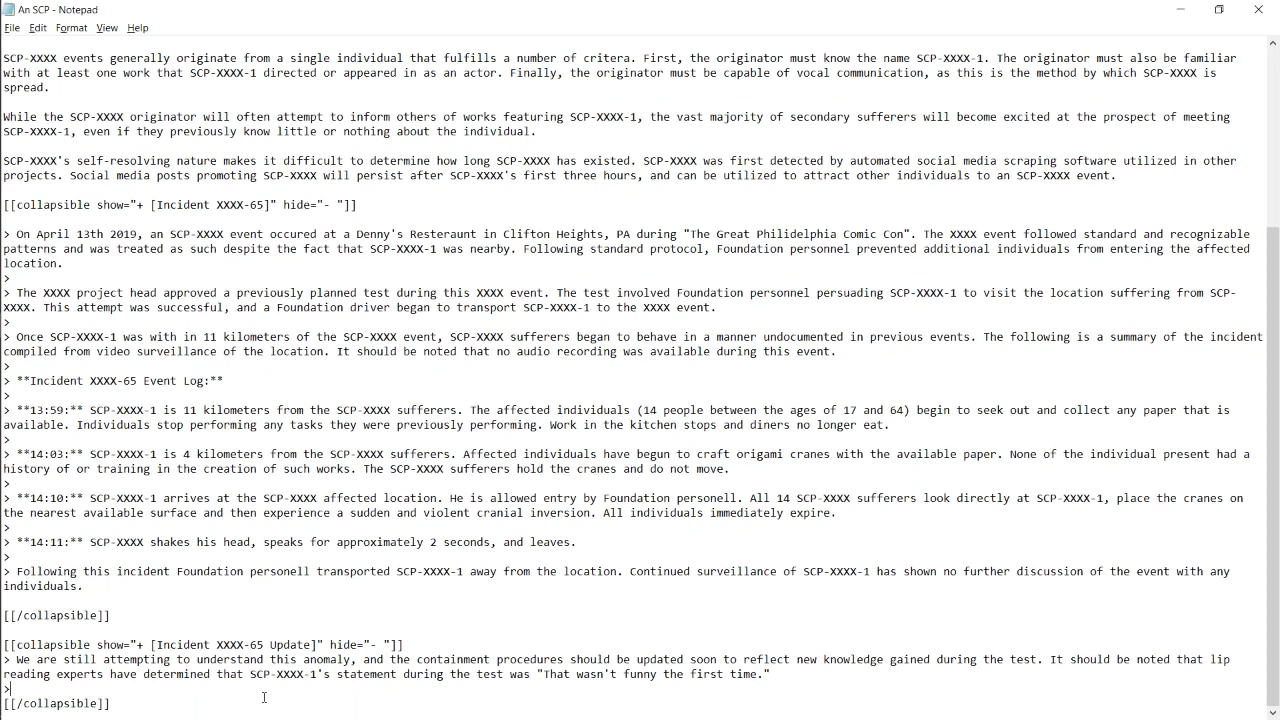 An SCP - Notepad
File Edit Format View Help
SCP-XXXX events generally originate from a single individual that fulfills a number of critera. First, the originator must know the name SCP-XXXX-1. The originator must also be familiar
with at least one work that SCP-XXXX-1 directed or appeared in as an actor. Finally, the originator must be capable of vocal communication, as this is the method by which SCP-XXXX is
spread.
While the SCP-XXXX originator will often attempt to inform others of works featuring SCP-XXXX-1, the vast majority of secondary sufferers will become excited at the prospect of meeting
SCP-XXXX-1, even if they previously know little or nothing about the individual.
SCP-XXXX's self-resolving nature makes it difficult to determine how long SCP-XXXX has existed. SCP-XXXX was first detected by automated social media scraping software utilized in other
projects. Social media posts promoting SCP-XXXX will persist after SCP-XXXX's first three hours, and can be utilized to attract other individuals to an SCP-XXXX event.
[[collapsible show="+ [Incident XXXX-65]" hide="- "]]
> On April 13th 2019, an SCP-XXXX event occured at a Denny's Resteraunt in Clifton Heights, PA during "The Great Philidelphia Comic Con". The XXXX event followed standard and recognizable
patterns and was treated as such despite the fact that SCP-XXXX-1 was nearby. Following standard protocol, Foundation personnel prevented additional individuals from entering the affected
location.
>
> The XXXX project head approved a previously planned test during this XXXX event. The test involved Foundation personnel persuading SCP-XXXX-1 to visit the location suffering from SCP-
XXXX. This attempt was successful, and a Foundation driver began to transport SCP-XXXX-1 to the XXXX event.
>
> Once SCP-XXXX-1 was with in 11 kilometers of the SCP-XXXX event, SCP-XXXX sufferers began to behave in a manner undocumented in previous events. The following is a summary of the incident
compiled from video surveillance of the location. It should be noted that no audio recording was available during this event.
>
> **Incident XXXX-65 Event Log:**
>
> **13:59:** SCP-XXXX-1 is 11 kilometers from the SCP-XXXX sufferers. The affected individuals (14 people between the ages of 17 and 64) begin to seek out and collect any paper that is
available. Individuals stop performing any tasks they were previously performing. Work in the kitchen stops and diners no longer eat.
>
> **14:03:** SCP-XXXX-1 is 4 kilometers from the SCP-XXXX sufferers. Affected individuals have begun to craft origami cranes with the available paper. None of the individual present had a
history of or training in the creation of such works. The SCP-XXXX sufferers hold the cranes and do not move.
>
> **14:10:** SCP-XXXX-1 arrives at the SCP-XXXX affected location. He is allowed entry by Foundation personell. All 14 SCP-XXXX sufferers look directly at SCP-XXXX-1, place the cranes on
the nearest available surface and then experience a sudden and violent cranial inversion. All individuals immediately expire.
>
> **14:11:** SCP-XXXX shakes his head, speaks for approximately 2 seconds, and leaves.
>
> Following this incident Foundation personell transported SCP-XXXX-1 away from the location. Continued surveillance of SCP-XXXX-1 has shown no further discussion of the event with any
individuals.
[[/collapsible]]
[[collapsible show="+ [Incident XXXX-65 Update]" hide="- "]]
> We are still attempting to understand this anomaly, and the containment procedures should be updated soon to reflect new knowledge gained during the test. It should be noted that lip
reading experts have determined that SCP-XXXX-1's statement during the test was "That wasn't funny the first time."
>
[[/collapsible]]